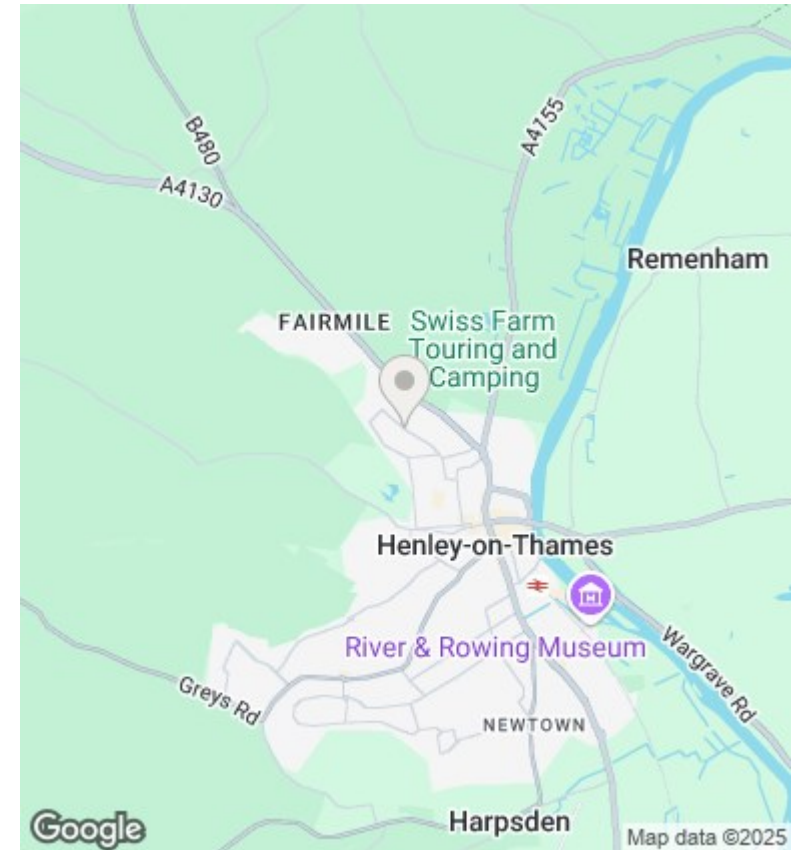 B480
A4155
A4130
Remenham
FAIRMILE
Swiss Farm
Touring and
Camping
Henley-on-Thames
River & Rowing Museum
Wargrave Rd
Greys Rd
NEWTOWN
Harpsden
Google
Map data ©2025